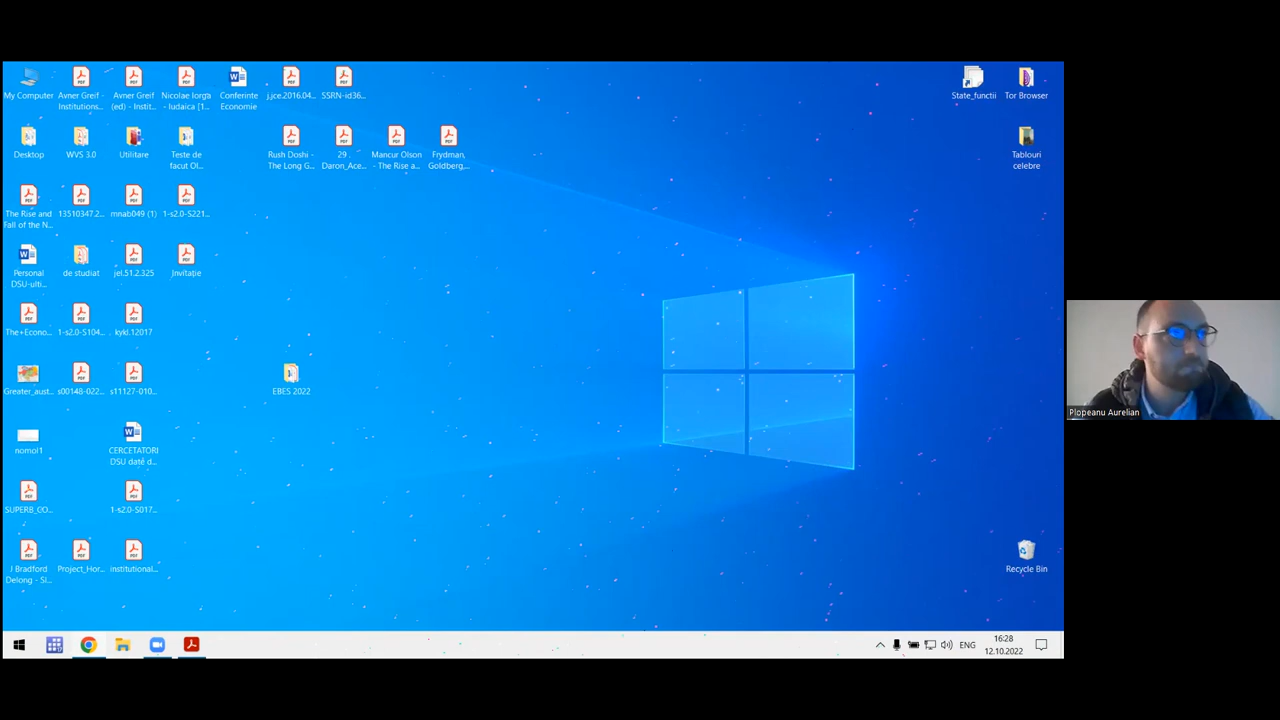 My Computer
Avner Greif -
Institutions...
Avner Greif
(ed) - Instit...
Nicolae Iorga
- Iudaica [1...
Conferinte
Economie
j.jce.2016.04...
SSRN-id36...
State_functii
Tor Browser
Desktop
WVS 3.0
Utilitare
Teste de
facut Ol...
Rush Doshi -
The Long G...
29 .
Daron_Ace...
Mancur Olson
- The Rise a...
Frydman,
Goldberg,...
Tablouri
celebre
The Rise and
Fall of the N...
13510347.2...
mnab049 (1)
1-s2.0-S221...
Personal
DSU-ulti...
de studiat
jel.51.2.325
Invitație
The+Econo...
1-s2.0-S104...
kykl.12017
Greater_aust...
s00148-022...
s11127-010...
EBES 2022
nomol1
CERCETATORI
DSU date d...
SUPERB_CO...
1-s2.0-S017...
J Bradford
Delong - Sl...
Project_Hor...
institutional...
Recycle Bin
ENG
16:28
12.10.2022
Plopeanu Aurelian